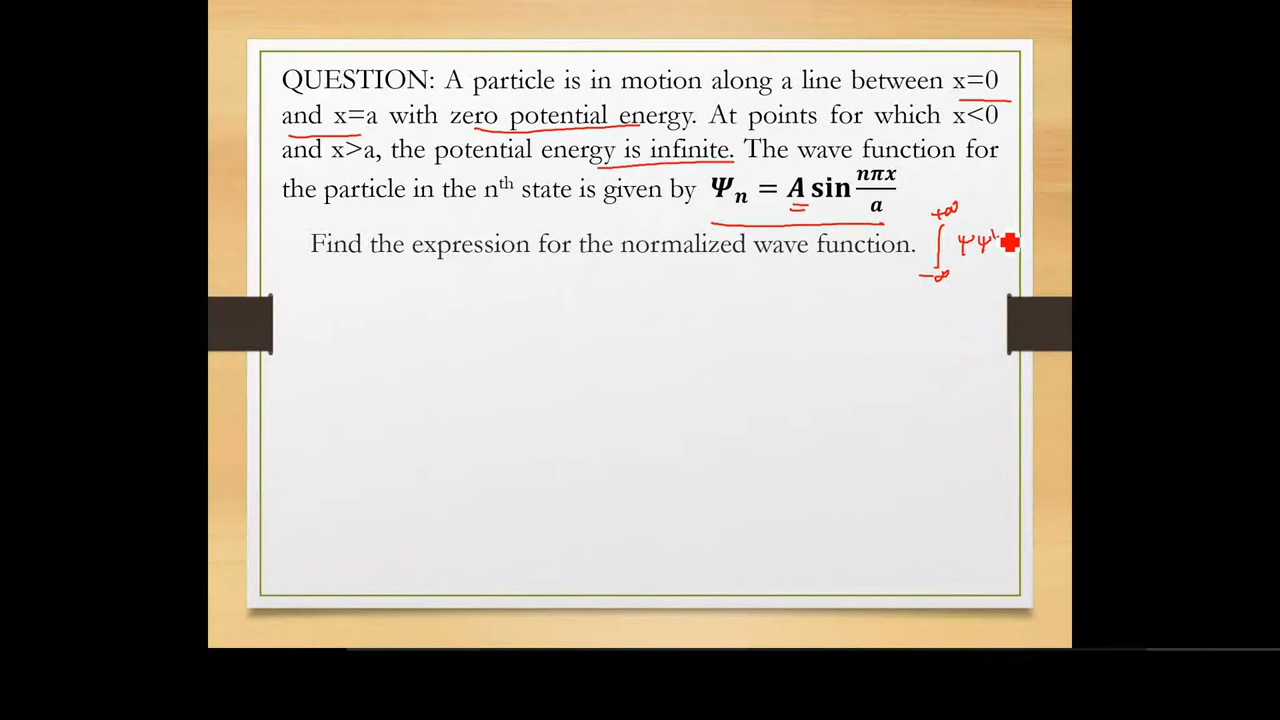 QUESTION: A particle is in motion along a line between x=0
and x=a with zero potential energy. At points for which x<0
and x>a, the potential energy is infinite. The wave function for
the particle in the nth state is given by Ψn = A sin nπx/a
Find the expression for the normalized wave function. ∫ -∞ +∞ ψψ